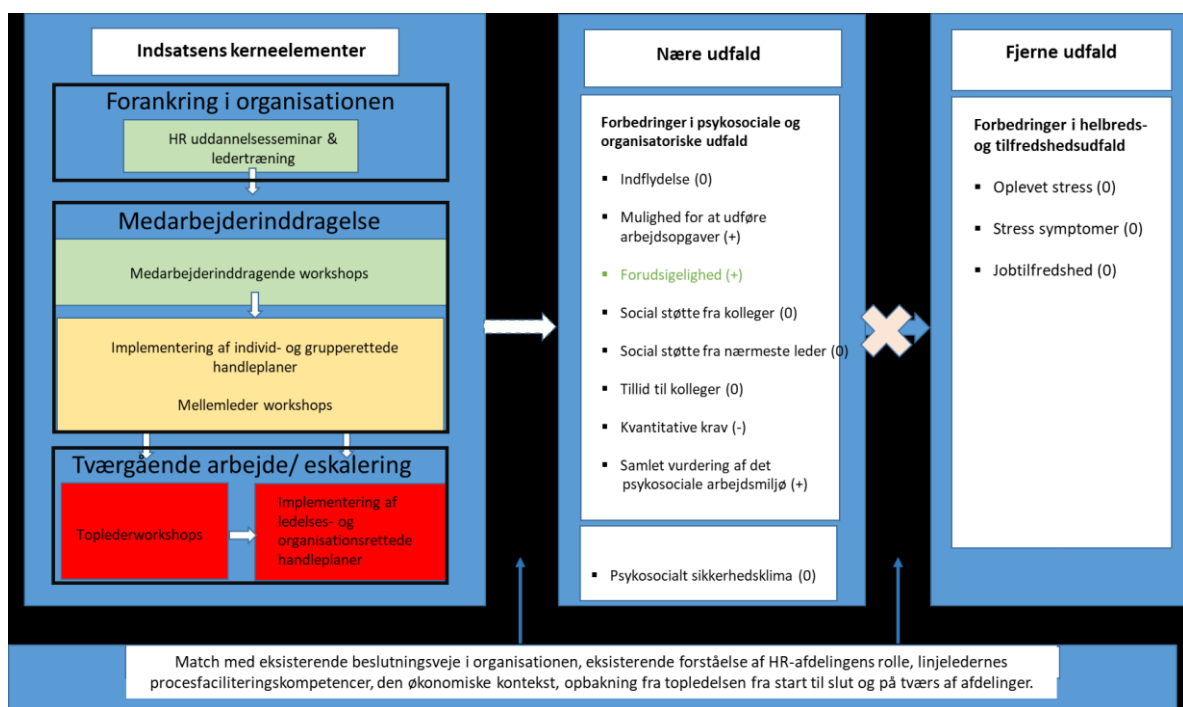 Indsatsens kerneelementer
Forankring i organisationen
HR uddannelsesseminar &
ledertræning
Medarbejderinddragelse
Medarbejderinddragende workshops
Implementering af individ- og grupperettede
handleplaner
Mellemleder workshops
Tværgående arbejde/ eskalering
Toplederworkshops
Implementering af
ledelses- og
organisationsrettede
handleplaner
Nære udfald
Forbedringer i psykosociale og
organisatoriske udfald
▪ Indflydelse (0)
▪ Mulighed for at udføre
arbejdsopgaver (+)
▪ Forudsigelighed (+)
▪ Social støtte fra kolleger (0)
▪ Social støtte fra nærmeste leder (0)
▪ Tillid til kolleger (0)
▪ Kvantitative krav (-)
▪ Samlet vurdering af det
psykosociale arbejdsmiljø (+)
▪ Psykosocialt sikkerhedsklima (0)
Fjerne udfald
Forbedringer i helbreds-
og tilfredshedsudfald
▪ Oplevet stress (0)
▪ Stress symptomer (0)
▪ Jobtilfredshed (0)
Match med eksisterende beslutningsveje i organisationen, eksisterende forståelse af HR-afdelingens rolle, linjeledernes
procesfaciliteringskompetencer, den økonomiske kontekst, opbakning fra topledelsen fra start til slut og på tværs af afdelinger.